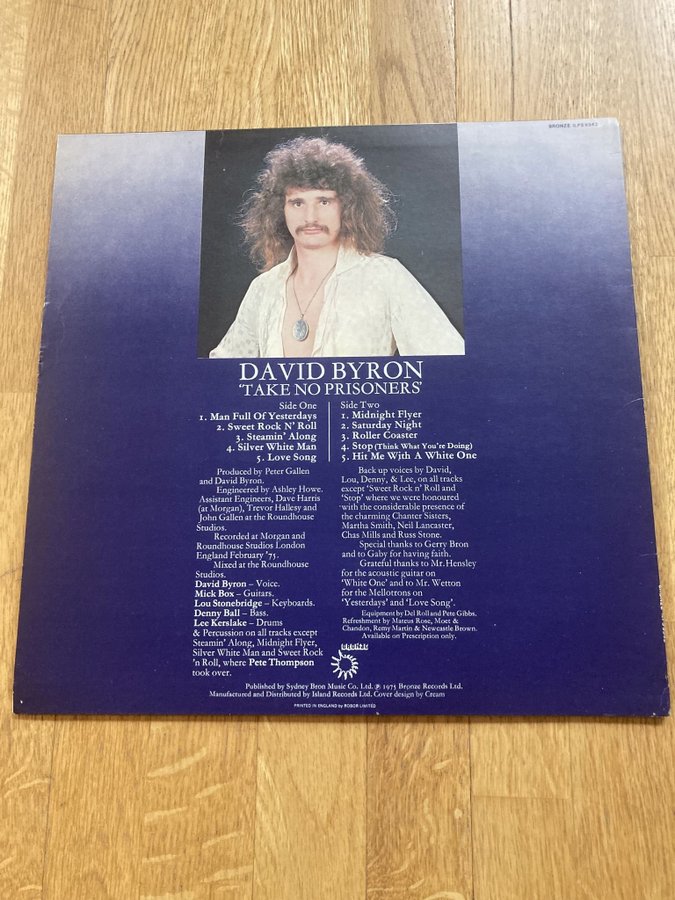 BRONZE ILPS 9343
DAVID BYRON
'TAKE NO PRISONERS'
Side One
1. Man Full Of Yesterdays
2. Sweet Rock N' Roll
3. Steamin' Along
4. Silver White Man
5. Love Song
Side Two
1. Midnight Flyer
2. Saturday Night
3. Roller Coaster
4. Stop (Think What You're Doing)
5. Hit Me With A White One
Produced by Peter Gallen
and David Byron.
Engineered by Ashley Howe.
Assistant Engineers, Dave Harris
(at Morgan), Trevor Hallesy and
John Gallen at the Roundhouse
Studios.
Recorded at Morgan and
Roundhouse Studios London
England February '75.
Mixed at the Roundhouse
Studios.
David Byron – Voice.
Mick Box – Guitars.
Lou Stonebridge – Keyboards.
Denny Ball – Bass.
Lee Kerslake – Drums
& Percussion on all tracks except
Steamin' Along, Midnight Flyer,
Silver White Man and Sweet Rock
'n Roll, where Pete Thompson
took over.
Back up voices by David,
Lou, Denny, & Lee, on all tracks
except 'Sweet Rock n' Roll and
'Stop' where we were honoured
with the considerable presence of
the charming Chanter Sisters,
Martha Smith, Neil Lancaster,
Chas Mills and Russ Stone.
Special thanks to Gerry Bron
and to Gaby for having faith.
Grateful thanks to Mr. Hensley
for the acoustic guitar on
'White One' and to Mr. Wetton
for the Mellotrons on
'Yesterdays' and 'Love Song'.
Equipment by Del Roll and Pete Gibbs.
Refreshment by Mateus Rose, Moet &
Chandon, Remy Martin & Newcastle Brown.
Available on Prescription only.
BRONZE
Published by Sydney Bron Music Co. Ltd. ℗ 1975 Bronze Records Ltd.
Manufactured and Distributed by Island Records Ltd. Cover design by Cream
PRINTED IN ENGLAND by ROBOR LIMITED